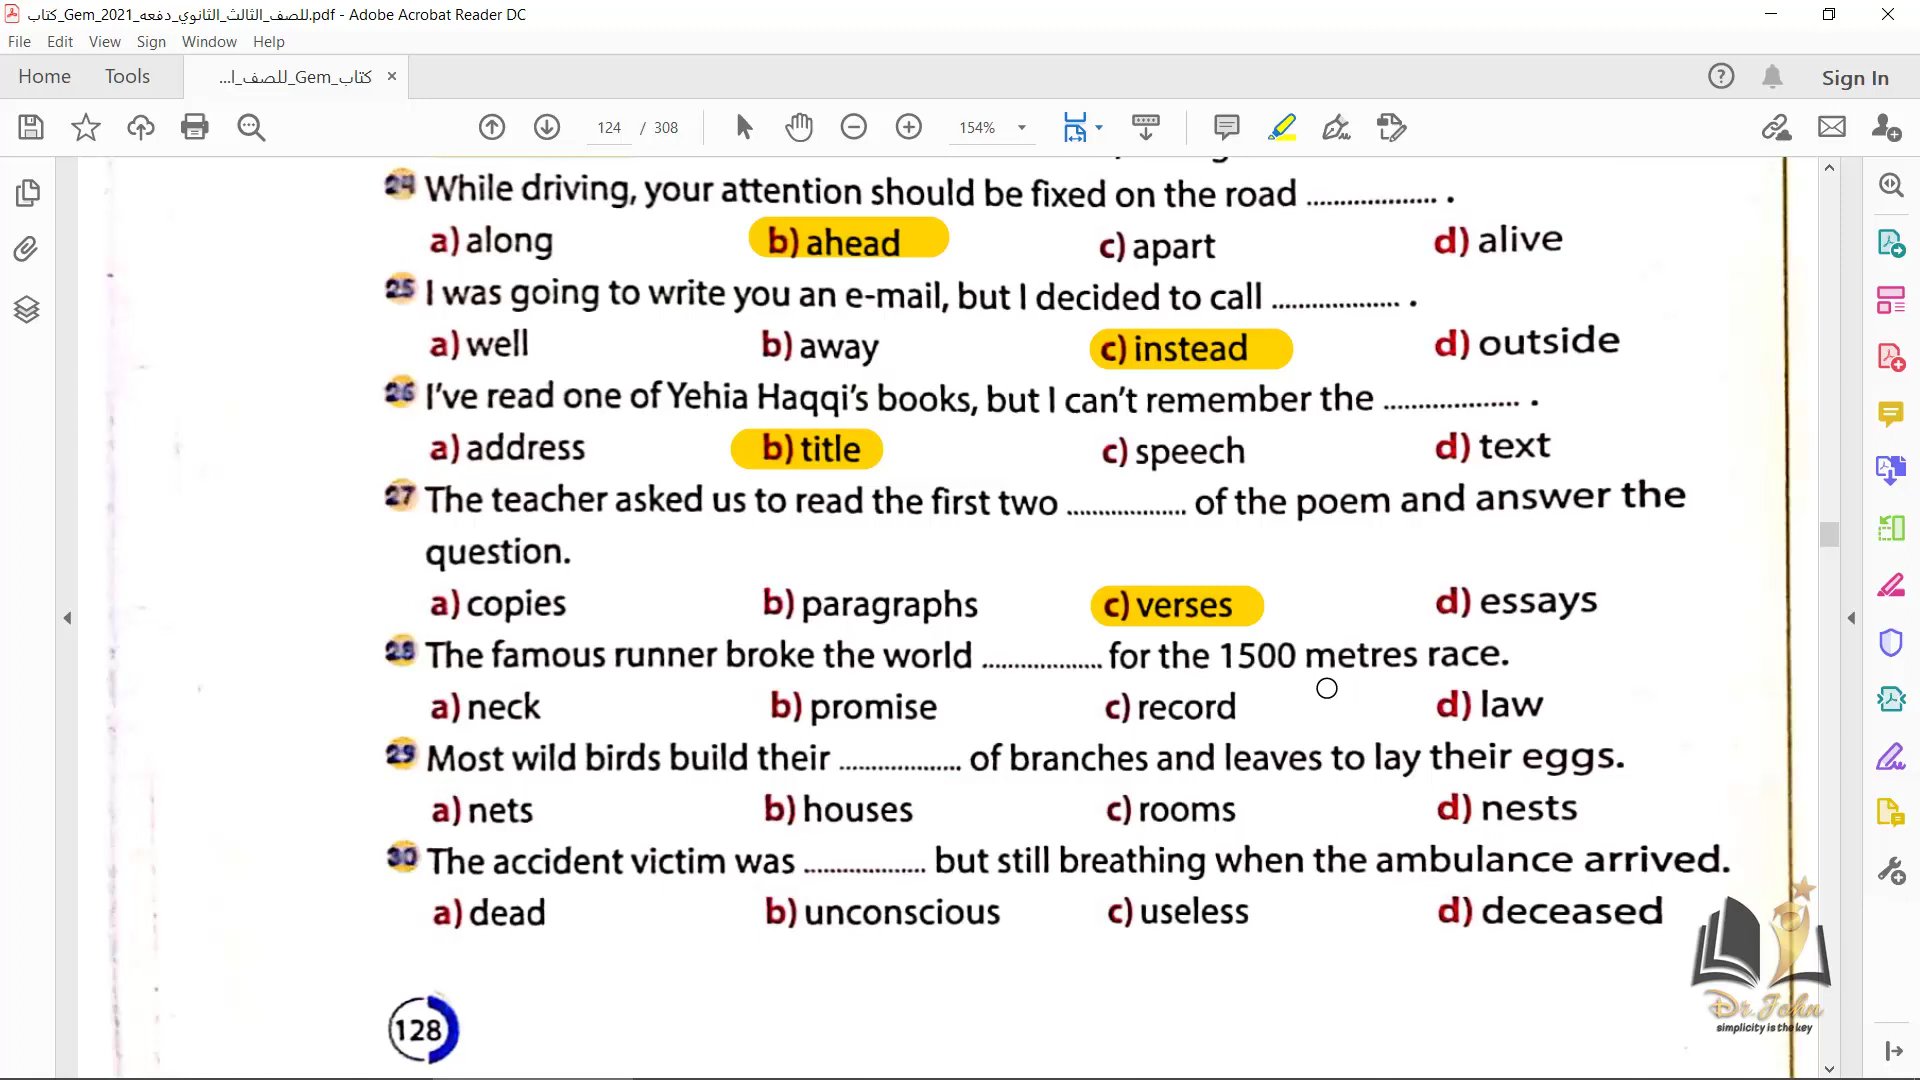 كتاب_Gem_للصف_الثالث_الثانوي_دفعه_2021.pdf - Adobe Acrobat Reader DC
File Edit View Sign Window Help
Home Tools كتاب_Gem_للصف_ا... × Sign In
124 / 308 154%
24 While driving, your attention should be fixed on the road .................... .
a) along b) ahead c) apart d) alive
25 I was going to write you an e-mail, but I decided to call .................... .
a) well b) away c) instead d) outside
26 I've read one of Yehia Haqqi's books, but I can't remember the .................... .
a) address b) title c) speech d) text
27 The teacher asked us to read the first two .................. of the poem and answer the
question.
a) copies b) paragraphs c) verses d) essays
28 The famous runner broke the world .................. for the 1500 metres race.
a) neck b) promise c) record d) law
29 Most wild birds build their .................. of branches and leaves to lay their eggs.
a) nets b) houses c) rooms d) nests
30 The accident victim was .................. but still breathing when the ambulance arrived.
a) dead b) unconscious c) useless d) deceased
Dr.John
simplicity is the key
128